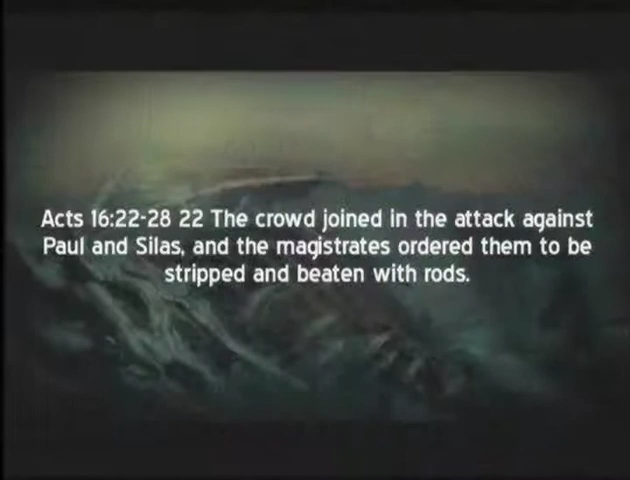 Acts 16:22-28 22 The crowd joined in the attack against
Paul and Silas, and the magistrates ordered them to be
stripped and beaten with rods.